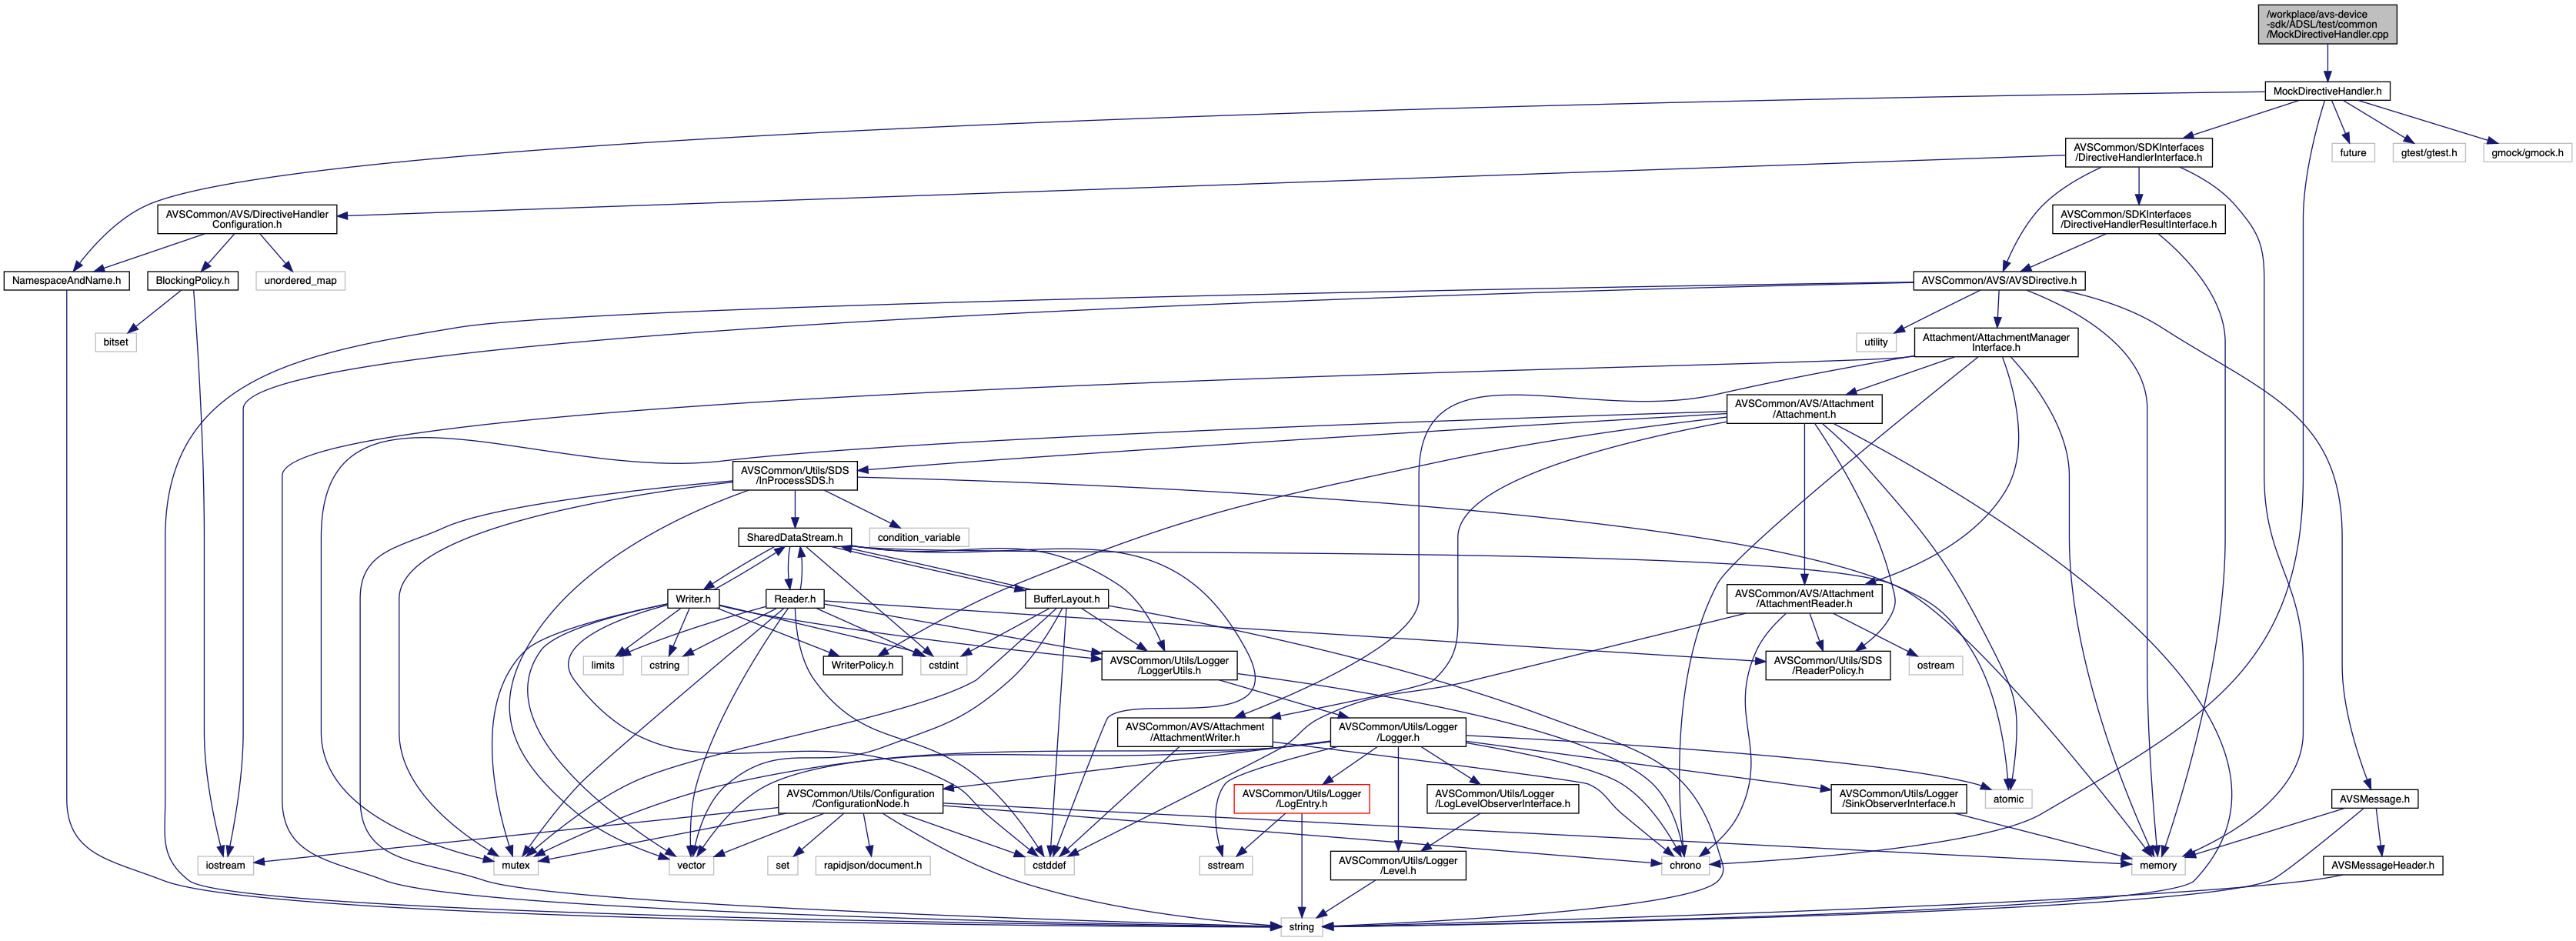 /workplace/avs-device
-sdk/ADSL/test/common
/MockDirectiveHandler.cpp
MockDirectiveHandler.h
AVSCommon/SDKInterfaces
/DirectiveHandlerInterface.h
future
gtest/gtest.h
gmock/gmock.h
AVSCommon/AVS/DirectiveHandler
Configuration.h
AVSCommon/SDKInterfaces
/DirectiveHandlerResultInterface.h
NamespaceAndName.h
BlockingPolicy.h
unordered_map
AVSCommon/AVS/AVSDirective.h
bitset
utility
Attachment/AttachmentManager
Interface.h
AVSCommon/AVS/Attachment
/Attachment.h
AVSCommon/Utils/SDS
/InProcessSDS.h
SharedDataStream.h
condition_variable
Writer.h
Reader.h
BufferLayout.h
AVSCommon/AVS/Attachment
/AttachmentReader.h
limits
cstring
WriterPolicy.h
cstdint
AVSCommon/Utils/Logger
/LoggerUtils.h
AVSCommon/Utils/SDS
/ReaderPolicy.h
ostream
AVSCommon/AVS/Attachment
/AttachmentWriter.h
AVSCommon/Utils/Logger
/Logger.h
AVSCommon/Utils/Configuration
/ConfigurationNode.h
AVSCommon/Utils/Logger
/LogEntry.h
AVSCommon/Utils/Logger
/LogLevelObserverInterface.h
AVSCommon/Utils/Logger
/SinkObserverInterface.h
atomic
AVSMessage.h
iostream
mutex
vector
set
rapidjson/document.h
cstddef
sstream
AVSCommon/Utils/Logger
/Level.h
chrono
memory
AVSMessageHeader.h
string